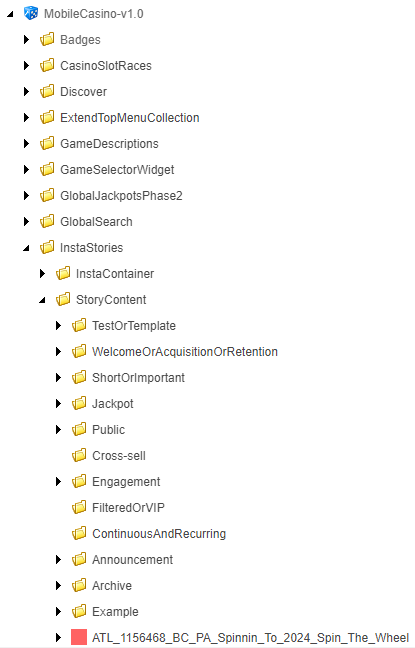 MobileCasino-v1.0
Badges
CasinoSlotRaces
Discover
ExtendTopMenuCollection
GameDescriptions
GameSelectorWidget
GlobalJackpotsPhase2
GlobalSearch
InstaStories
InstaContainer
StoryContent
TestOrTemplate
WelcomeOrAcquisitionOrRetention
ShortOrImportant
Jackpot
Public
Cross-sell
Engagement
FilteredOrVIP
ContinuousAndRecurring
Announcement
Archive
Example
ATL_1156468_BC_PA_Spinnin_To_2024_Spin_The_Wheel